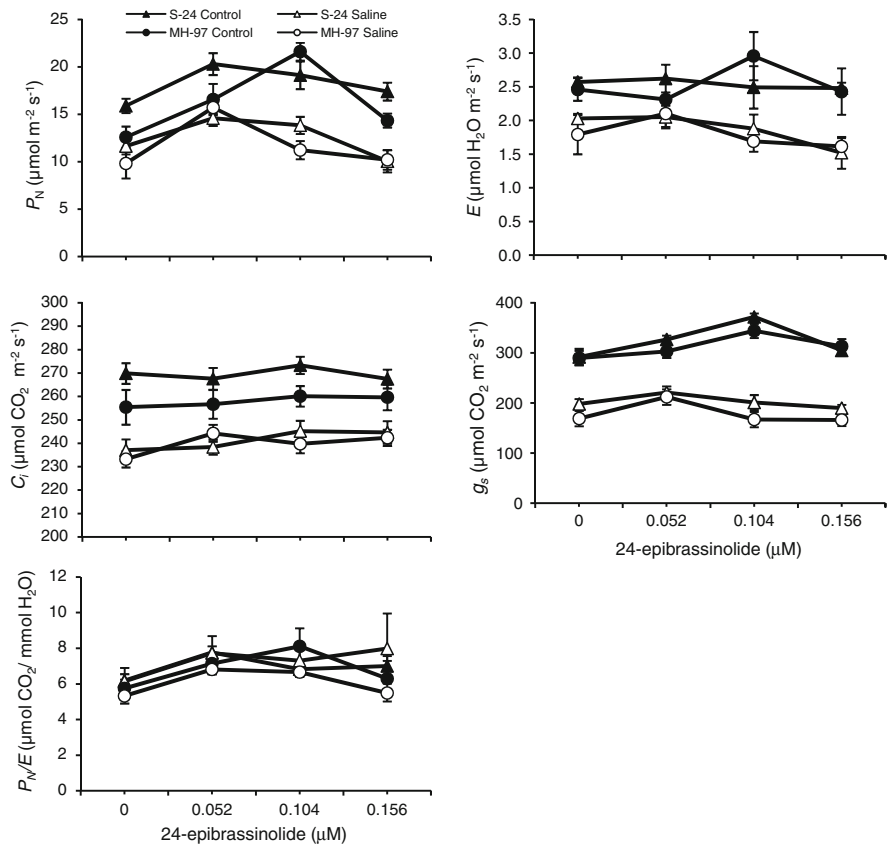 S-24 Control
S-24 Saline
MH-97 Control
MH-97 Saline
25
20
15
10
5
0
P_N (μmol m⁻² s⁻¹)
3.5
3.0
2.5
2.0
1.5
1.0
0.5
0.0
E (μmol H₂O m⁻² s⁻¹)
300
290
280
270
260
250
240
230
220
210
200
C_i (μmol CO₂ m⁻² s⁻¹)
400
300
200
100
0
g_s (μmol CO₂ m⁻² s⁻¹)
0 0.052 0.104 0.156
24-epibrassinolide (μM)
12
10
8
6
4
2
0
P_N/E (μmol CO₂/ mmol H₂O)
0 0.052 0.104 0.156
24-epibrassinolide (μM)